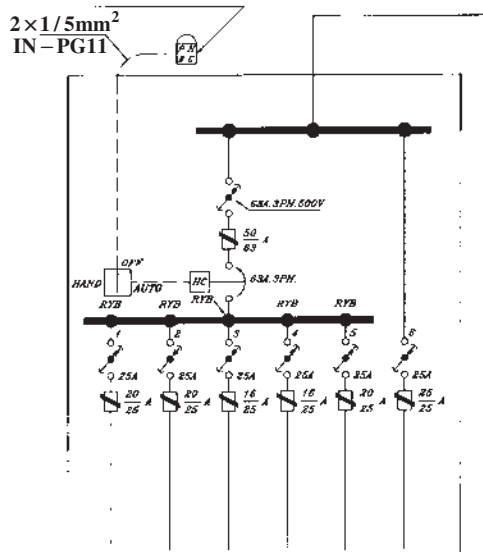 2×1/5mm²
IN–PG11
63A.3PH.500V
50/63 A
OFF
HAND
AUTO
HC
63A.3PH.
RYB RYB RYB RYB RYB
1 2 3 4 5 6
25A 25A 25A 25A 25A 25A
20/25 A 20/25 A 16/25 A 16/25 A 20/25 A 25/25 A